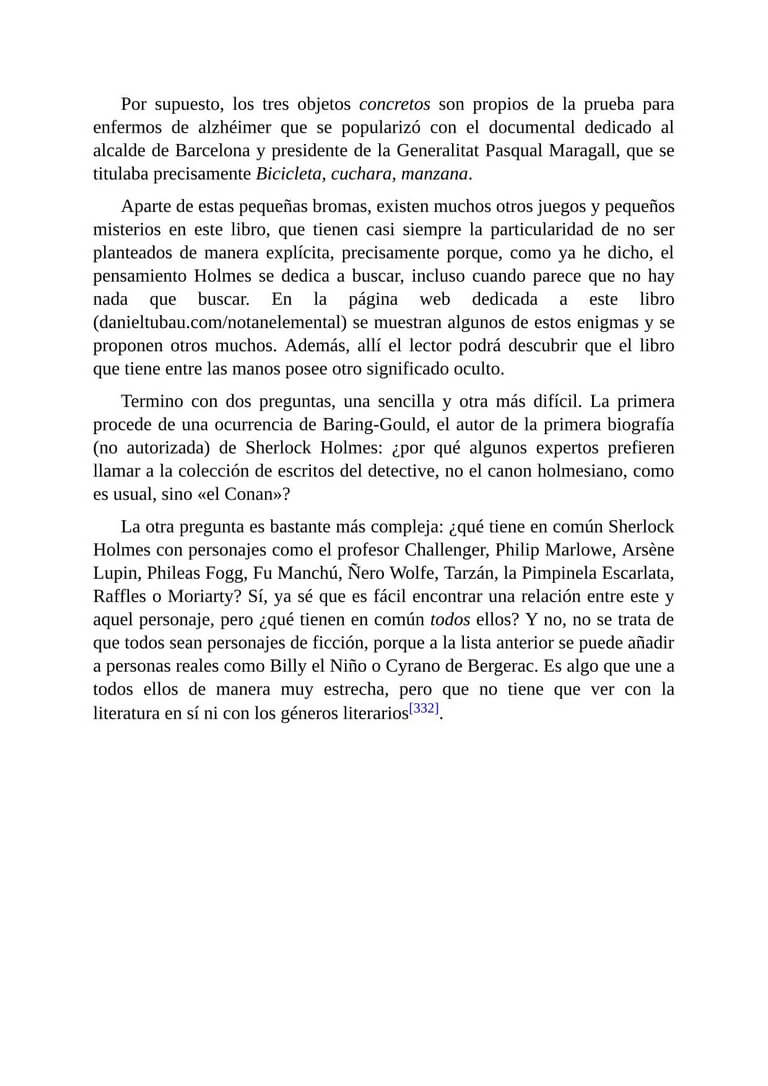 Por supuesto, los tres objetos concretos son propios de la prueba para
enfermos de alzhéimer que se popularizó con el documental dedicado al
alcalde de Barcelona y presidente de la Generalitat Pasqual Maragall, que se
titulaba precisamente Bicicleta, cuchara, manzana.
Aparte de estas pequeñas bromas, existen muchos otros juegos y pequeños
misterios en este libro, que tienen casi siempre la particularidad de no ser
planteados de manera explícita, precisamente porque, como ya he dicho, el
pensamiento Holmes se dedica a buscar, incluso cuando parece que no hay
nada que buscar. En la página web dedicada a este libro
(danieltubau.com/notanelemental) se muestran algunos de estos enigmas y se
proponen otros muchos. Además, allí el lector podrá descubrir que el libro
que tiene entre las manos posee otro significado oculto.
Termino con dos preguntas, una sencilla y otra más difícil. La primera
procede de una ocurrencia de Baring-Gould, el autor de la primera biografía
(no autorizada) de Sherlock Holmes: ¿por qué algunos expertos prefieren
llamar a la colección de escritos del detective, no el canon holmesiano, como
es usual, sino «el Conan»?
La otra pregunta es bastante más compleja: ¿qué tiene en común Sherlock
Holmes con personajes como el profesor Challenger, Philip Marlowe, Arsène
Lupin, Phileas Fogg, Fu Manchú, Ñero Wolfe, Tarzán, la Pimpinela Escarlata,
Raffles o Moriarty? Sí, ya sé que es fácil encontrar una relación entre este y
aquel personaje, pero ¿qué tienen en común todos ellos? Y no, no se trata de
que todos sean personajes de ficción, porque a la lista anterior se puede añadir
a personas reales como Billy el Niño o Cyrano de Bergerac. Es algo que une a
todos ellos de manera muy estrecha, pero que no tiene que ver con la
literatura en sí ni con los géneros literarios[332].